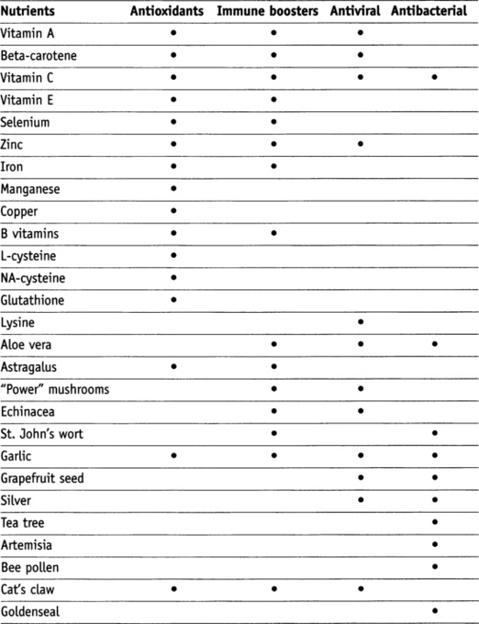 Nutrients Antioxidants Immune boosters Antiviral Antibacterial
Vitamin A • • •
Beta-carotene • • •
Vitamin C • • • •
Vitamin E • •
Selenium • •
Zinc • • •
Iron • •
Manganese •
Copper •
B vitamins • •
L-cysteine •
NA-cysteine •
Glutathione •
Lysine •
Aloe vera • • •
Astragalus • •
“Power” mushrooms • •
Echinacea • •
St. John’s wort • •
Garlic • • • •
Grapefruit seed • •
Silver • •
Tea tree •
Artemisia •
Bee pollen •
Cat’s claw • • •
Goldenseal •